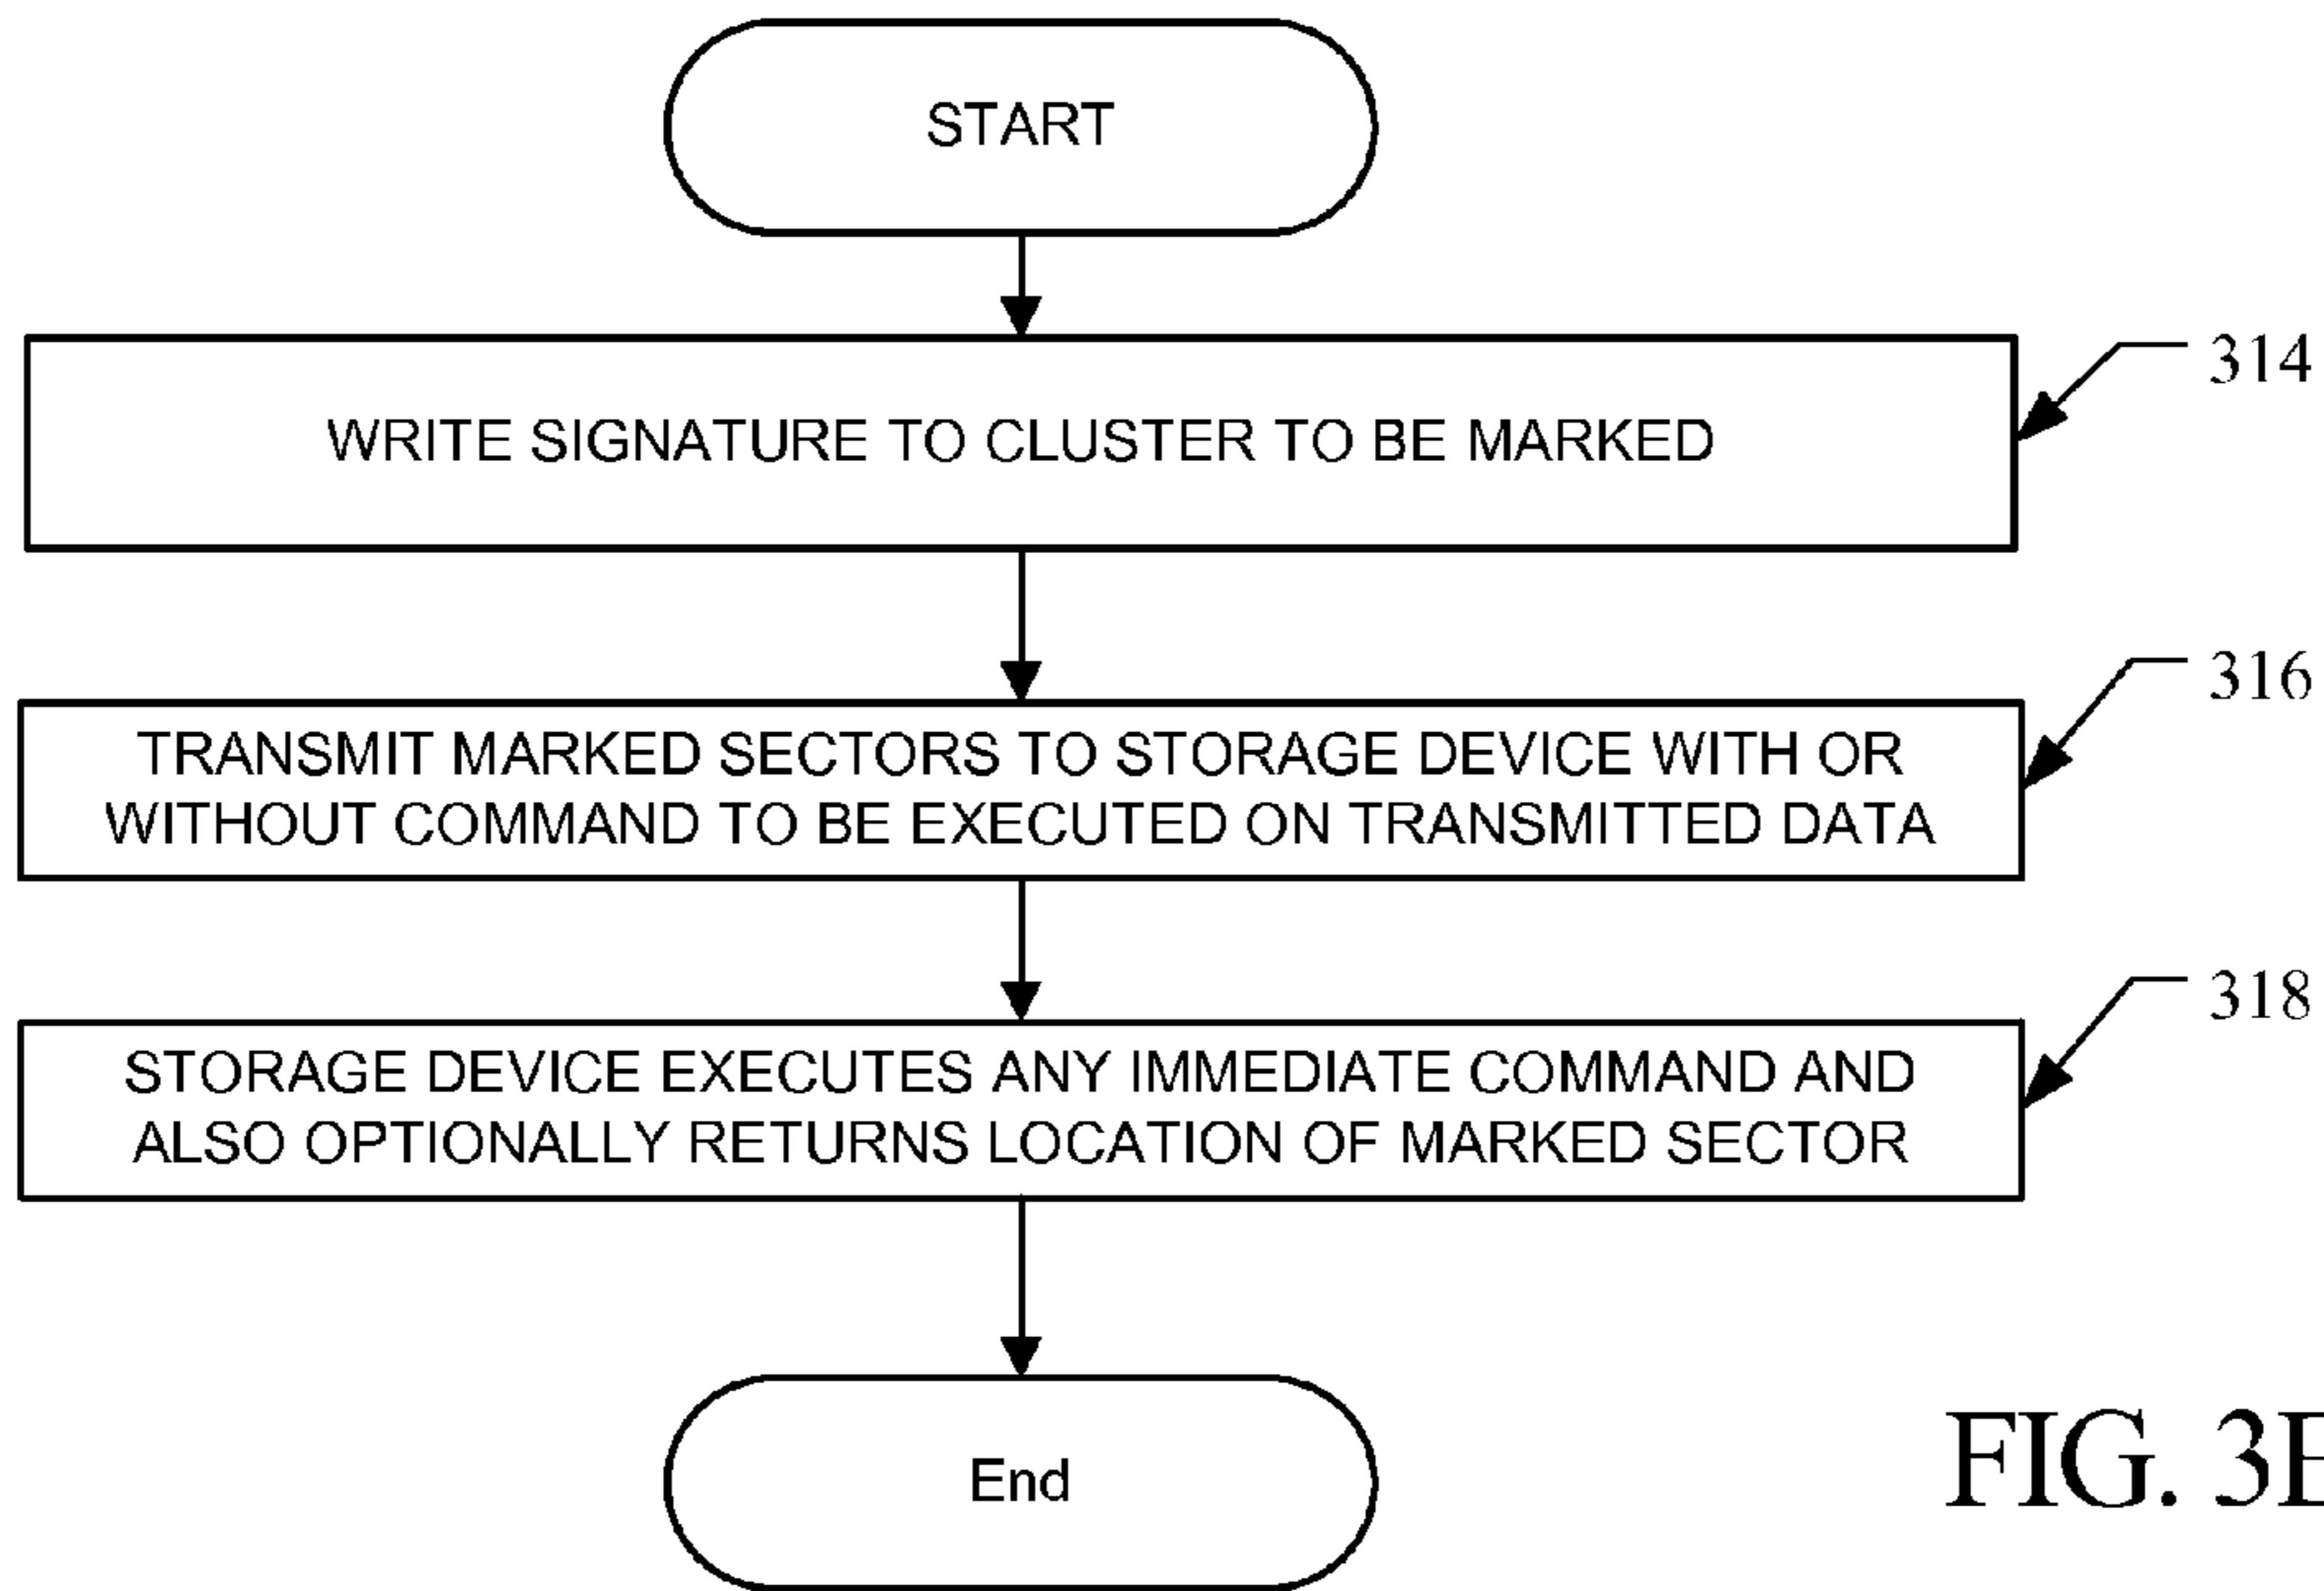 START
WRITE SIGNATURE TO CLUSTER TO BE MARKED
314
TRANSMIT MARKED SECTORS TO STORAGE DEVICE WITH OR
WITHOUT COMMAND TO BE EXECUTED ON TRANSMITTED DATA
316
STORAGE DEVICE EXECUTES ANY IMMEDIATE COMMAND AND
ALSO OPTIONALLY RETURNS LOCATION OF MARKED SECTOR
318
End
FIG.